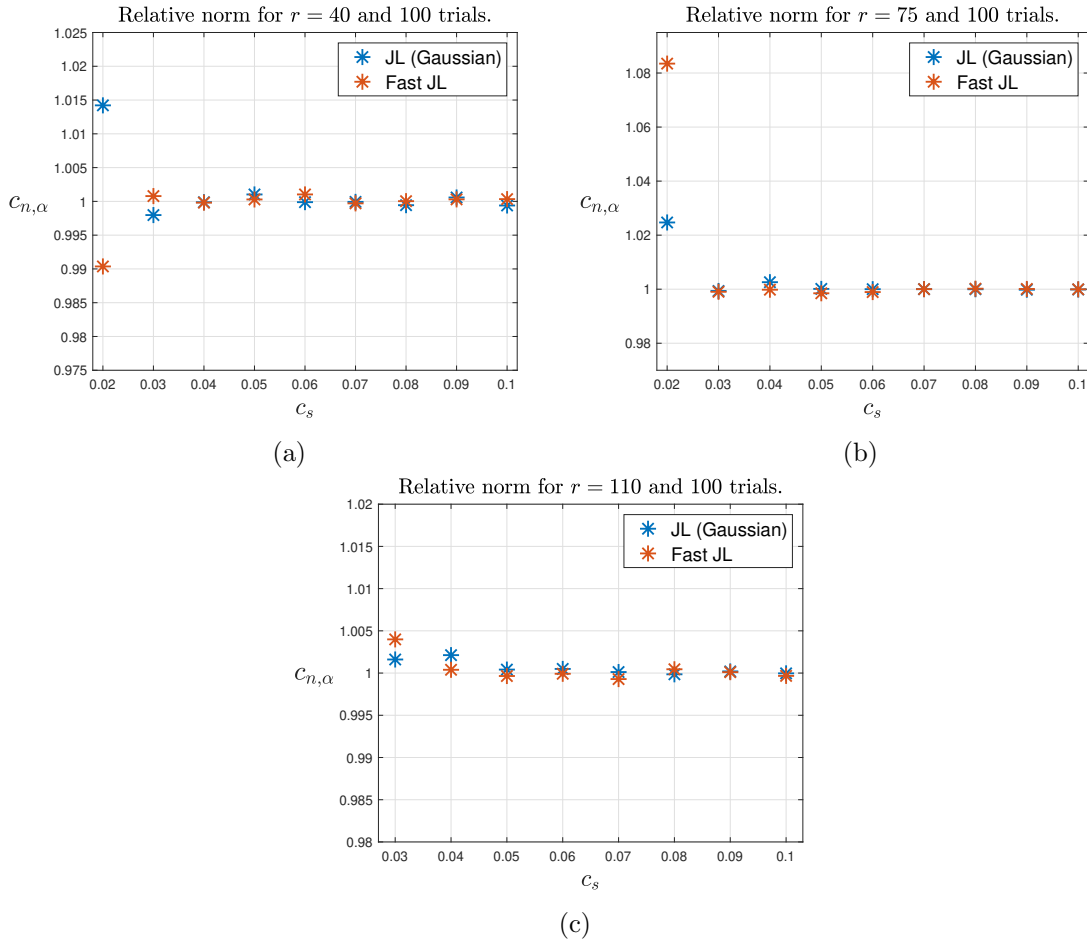 Relative norm for r = 40 and 100 trials.
1.025
1.02
1.015
1.01
1.005
1
0.995
0.99
0.985
0.98
0.975
c_{n,α}
JL (Gaussian)
Fast JL
0.02 0.03 0.04 0.05 0.06 0.07 0.08 0.09 0.1
c_s
(a)
Relative norm for r = 75 and 100 trials.
1.08
1.06
1.04
1.02
1
0.98
c_{n,α}
JL (Gaussian)
Fast JL
0.02 0.03 0.04 0.05 0.06 0.07 0.08 0.09 0.1
c_s
(b)
Relative norm for r = 110 and 100 trials.
1.02
1.015
1.01
1.005
1
0.995
0.99
0.985
0.98
c_{n,α}
JL (Gaussian)
Fast JL
0.03 0.04 0.05 0.06 0.07 0.08 0.09 0.1
c_s
(c)